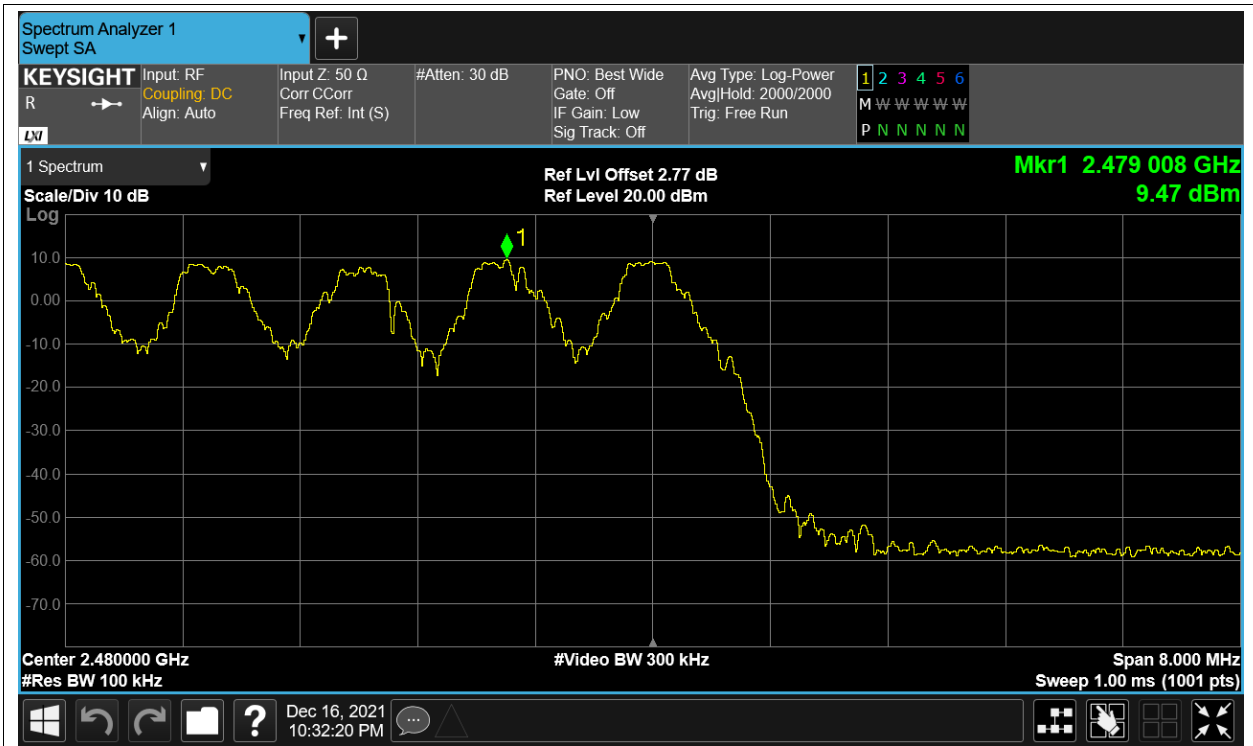 Spectrum Analyzer 1
Swept SA
KEYSIGHT
R
LXI
Input: RF
Coupling: DC
Align: Auto
Input Z: 50 Ω
Corr CCorr
Freq Ref: Int (S)
#Atten: 30 dB
PNO: Best Wide
Gate: Off
IF Gain: Low
Sig Track: Off
Avg Type: Log-Power
Avg|Hold: 2000/2000
Trig: Free Run
1 2 3 4 5 6
M W W W W W
P N N N N N
1 Spectrum
Scale/Div 10 dB
Ref Lvl Offset 2.77 dB
Ref Level 20.00 dBm
Mkr1 2.479 008 GHz
9.47 dBm
Log
1
10.0
0.00
-10.0
-20.0
-30.0
-40.0
-50.0
-60.0
-70.0
Center 2.480000 GHz
#Video BW 300 kHz
Span 8.000 MHz
#Res BW 100 kHz
Sweep 1.00 ms (1001 pts)
?
Dec 16, 2021
10:32:20 PM